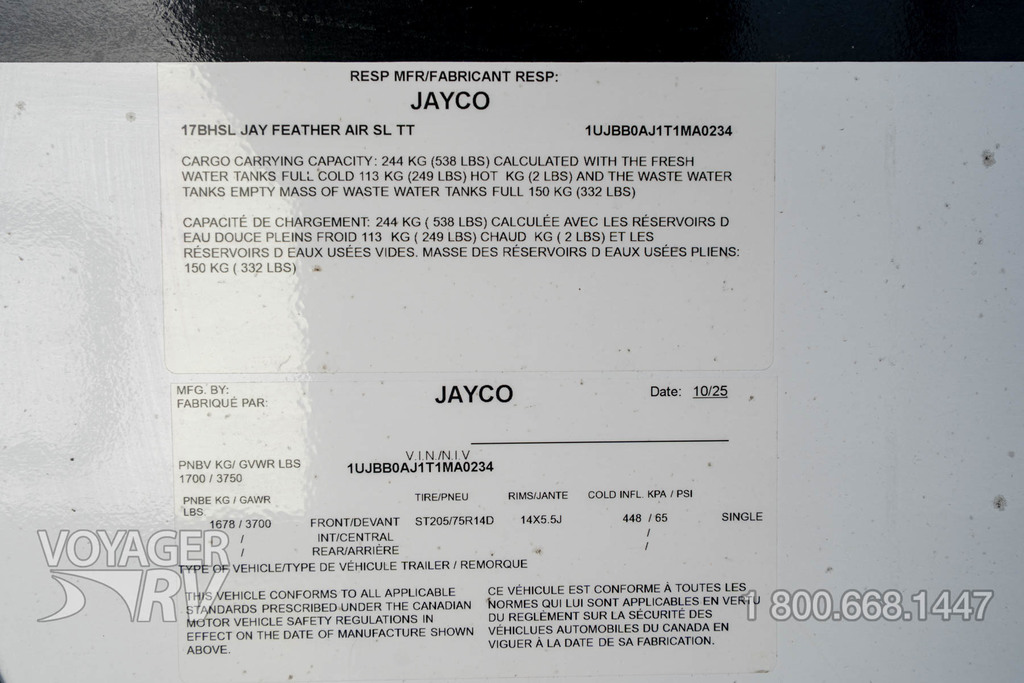 RESP MFR/FABRICANT RESP:
JAYCO
17BHSL JAY FEATHER AIR SL TT 1UJBB0AJ1T1MA0234
CARGO CARRYING CAPACITY: 244 KG (538 LBS) CALCULATED WITH THE FRESH
WATER TANKS FULL COLD 113 KG (249 LBS) HOT KG (2 LBS) AND THE WASTE WATER
TANKS EMPTY MASS OF WASTE WATER TANKS FULL 150 KG (332 LBS)
CAPACITÉ DE CHARGEMENT: 244 KG ( 538 LBS) CALCULÉE AVEC LES RÉSERVOIRS D
EAU DOUCE PLEINS FROID 113 KG ( 249 LBS) CHAUD KG ( 2 LBS) ET LES
RÉSERVOIRS D EAUX USÉES VIDES. MASSE DES RÉSERVOIRS D EAUX USÉES PLIENS:
150 KG ( 332 LBS)
MFG. BY: JAYCO Date: 10/25
FABRIQUÉ PAR:
V.I.N./N.I.V
PNBV KG/ GVWR LBS 1UJBB0AJ1T1MA0234
1700 / 3750
PNBE KG / GAWR TIRE/PNEU RIMS/JANTE COLD INFL. KPA / PSI
LBS.
1678 / 3700 FRONT/DEVANT ST205/75R14D 14X5.5J 448 / 65 SINGLE
/ INT/CENTRAL /
/ REAR/ARRIÈRE /
TYPE OF VEHICLE/TYPE DE VÉHICULE TRAILER / REMORQUE
THIS VEHICLE CONFORMS TO ALL APPLICABLE
STANDARDS PRESCRIBED UNDER THE CANADIAN
MOTOR VEHICLE SAFETY REGULATIONS IN
EFFECT ON THE DATE OF MANUFACTURE SHOWN
ABOVE.
CE VÉHICULE EST CONFORME À TOUTES LES
NORMES QUI LUI SONT APPLICABLES EN VERTU
DU REGLÉMENT SUR LA SÉCURITÉ DES
VÉHICLUES AUTOMOBILES DU CANADA EN
VIGUER À LA DATE DE SA FABRICATION.
VOYAGER
RV
1 800.668.1447